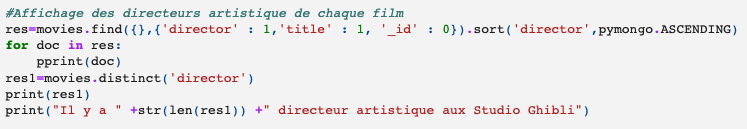 #Affichage des directeurs artistique de chaque film
res=movies.find({},{'director' : 1,'title' : 1, '_id' : 0}).sort('director',pymongo.ASCENDING)
for doc in res:
    pprint(doc)
res1=movies.distinct('director')
print(res1)
print("Il y a " +str(len(res1)) +" directeur artistique aux Studio Ghibli")